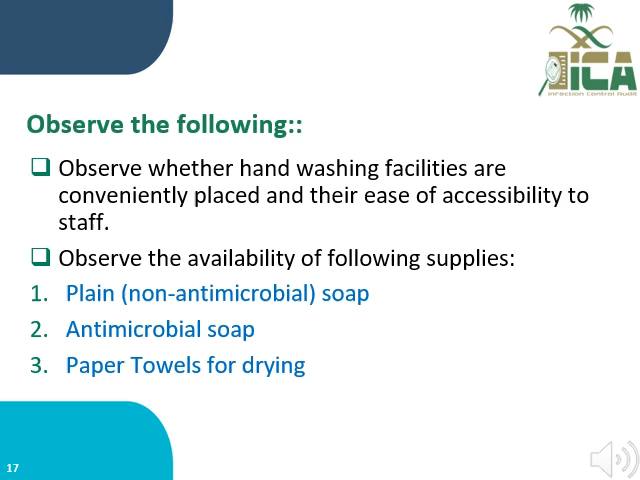 iCA
Infection Control Audit
Observe the following::
Observe whether hand washing facilities are
conveniently placed and their ease of accessibility to
staff.
Observe the availability of following supplies:
1. Plain (non-antimicrobial) soap
2. Antimicrobial soap
3. Paper Towels for drying
17